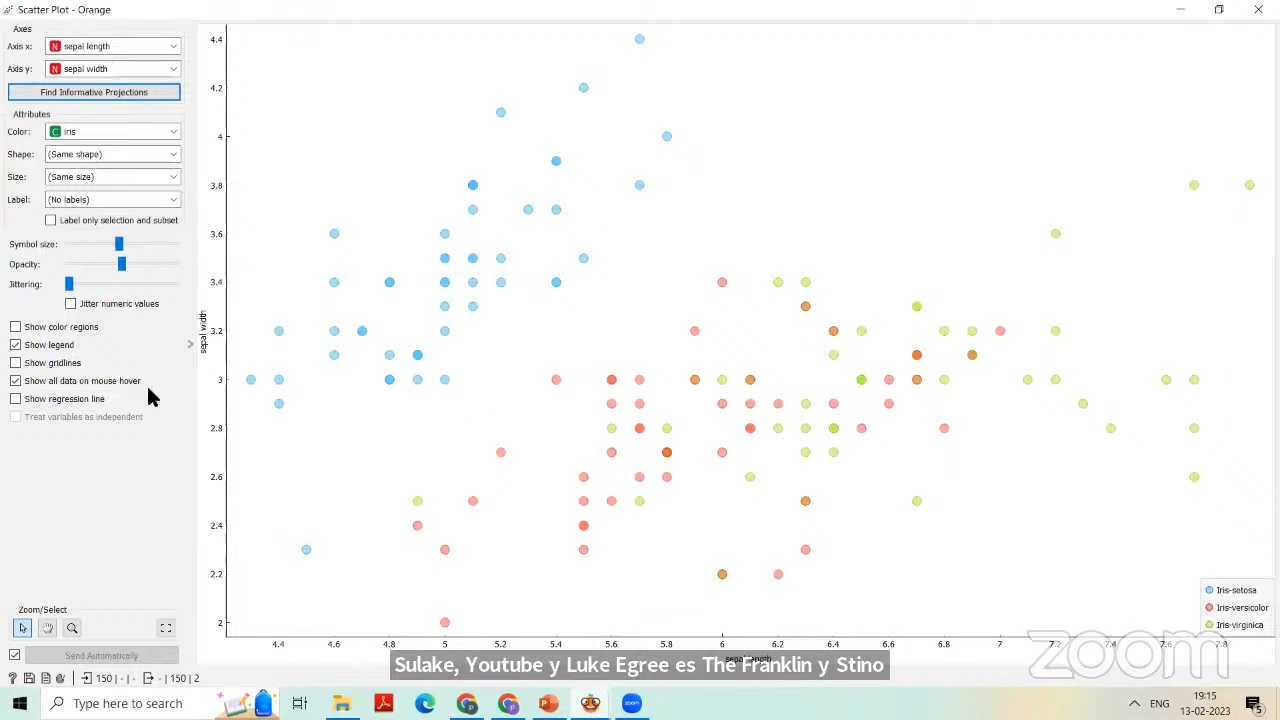 Scatter Plot - Orange
Axes
Axis x: N sepal length
Axis y: N sepal width
Find Informative Projections
Attributes
Color: C iris
Shape: (Same shape)
Size: (Same size)
Label: (No labels)
Label only selection and subset
Symbol size:
Opacity:
Jittering:
Jitter numeric values
Show color regions
Show legend
Show gridlines
Show all data on mouse hover
Show regression line
Treat variables as independent
Zoom/Select
Send Automatically
150 | -
- | 150 | 2
sepal width
4.4
4.2
4
3.8
3.6
3.4
3.2
3
2.8
2.6
2.4
2.2
2
4.4 4.6 4.8 5 5.2 5.4 5.6 5.8 6 6.2 6.4 6.6 6.8 7 7.2 7.4 7.6 7.8
sepal length
Iris-setosa
Iris-versicolor
Iris-virginica
zoom
Sulake, Youtube y Luke Egree es The Franklin y Stino
Type here to search
zoom
19:15
13-02-2023
5